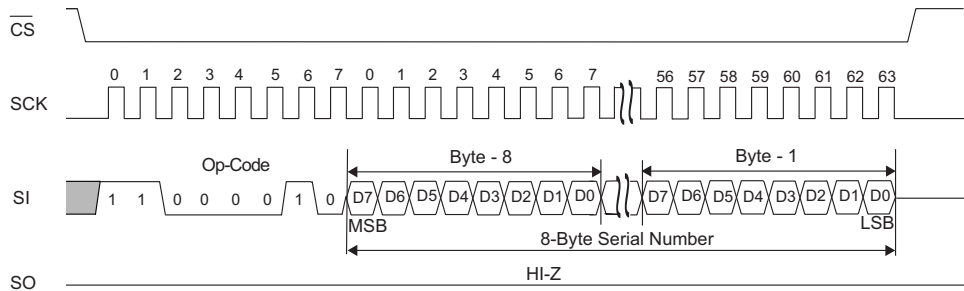 CS
0 1 2 3 4 5 6 7 0 1 2 3 4 5 6 7 56 57 58 59 60 61 62 63
SCK
Op-Code Byte - 8 Byte - 1
SI 1 1 0 0 0 0 1 0 D7 D6 D5 D4 D3 D2 D1 D0 D7 D6 D5 D4 D3 D2 D1 D0
MSB LSB
8-Byte Serial Number
HI-Z
SO